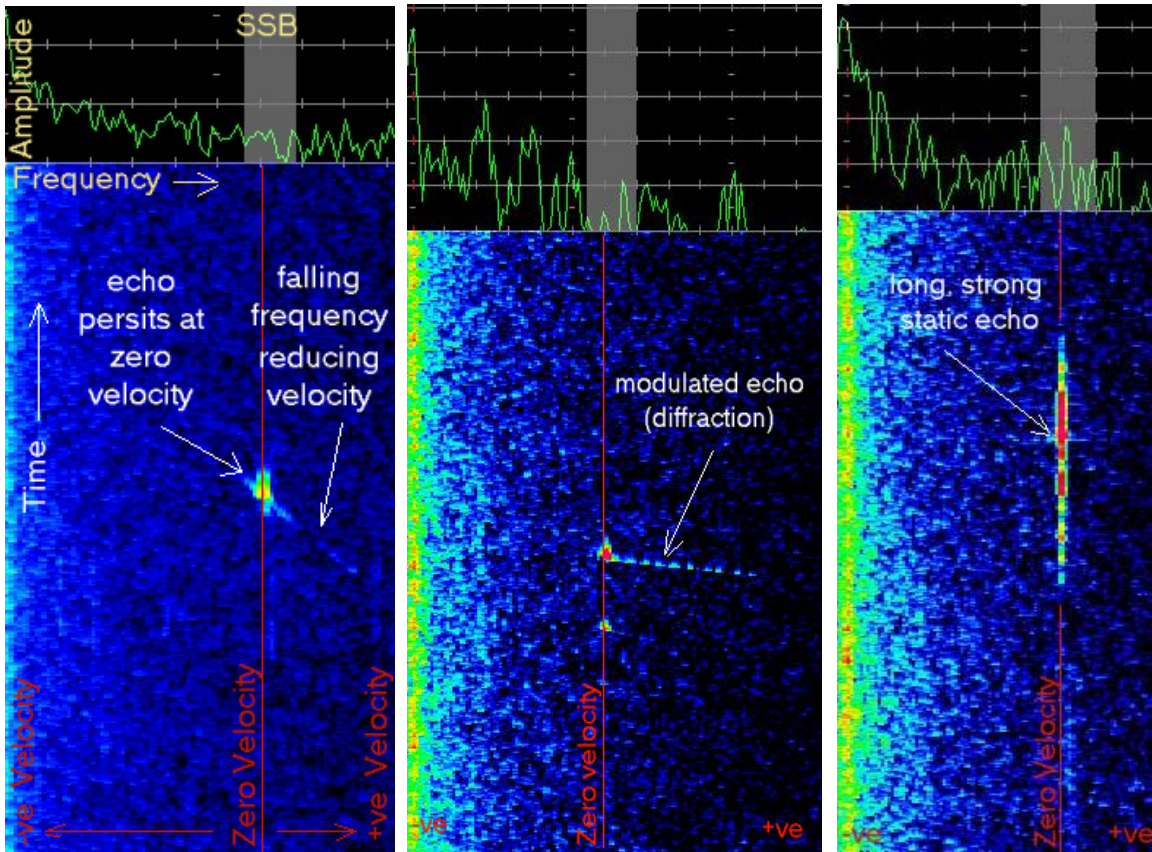 SSB
Amplitude
Frequency
echo
persits at
zero
velocity
falling
frequency
reducing
velocity
Time
-ve Velocity
Zero Velocity
+ve Velocity
modulated echo
(diffraction)
Zero velocity
-ve
+ve
long, strong
static echo
Zero Velocity
-ve
+ve